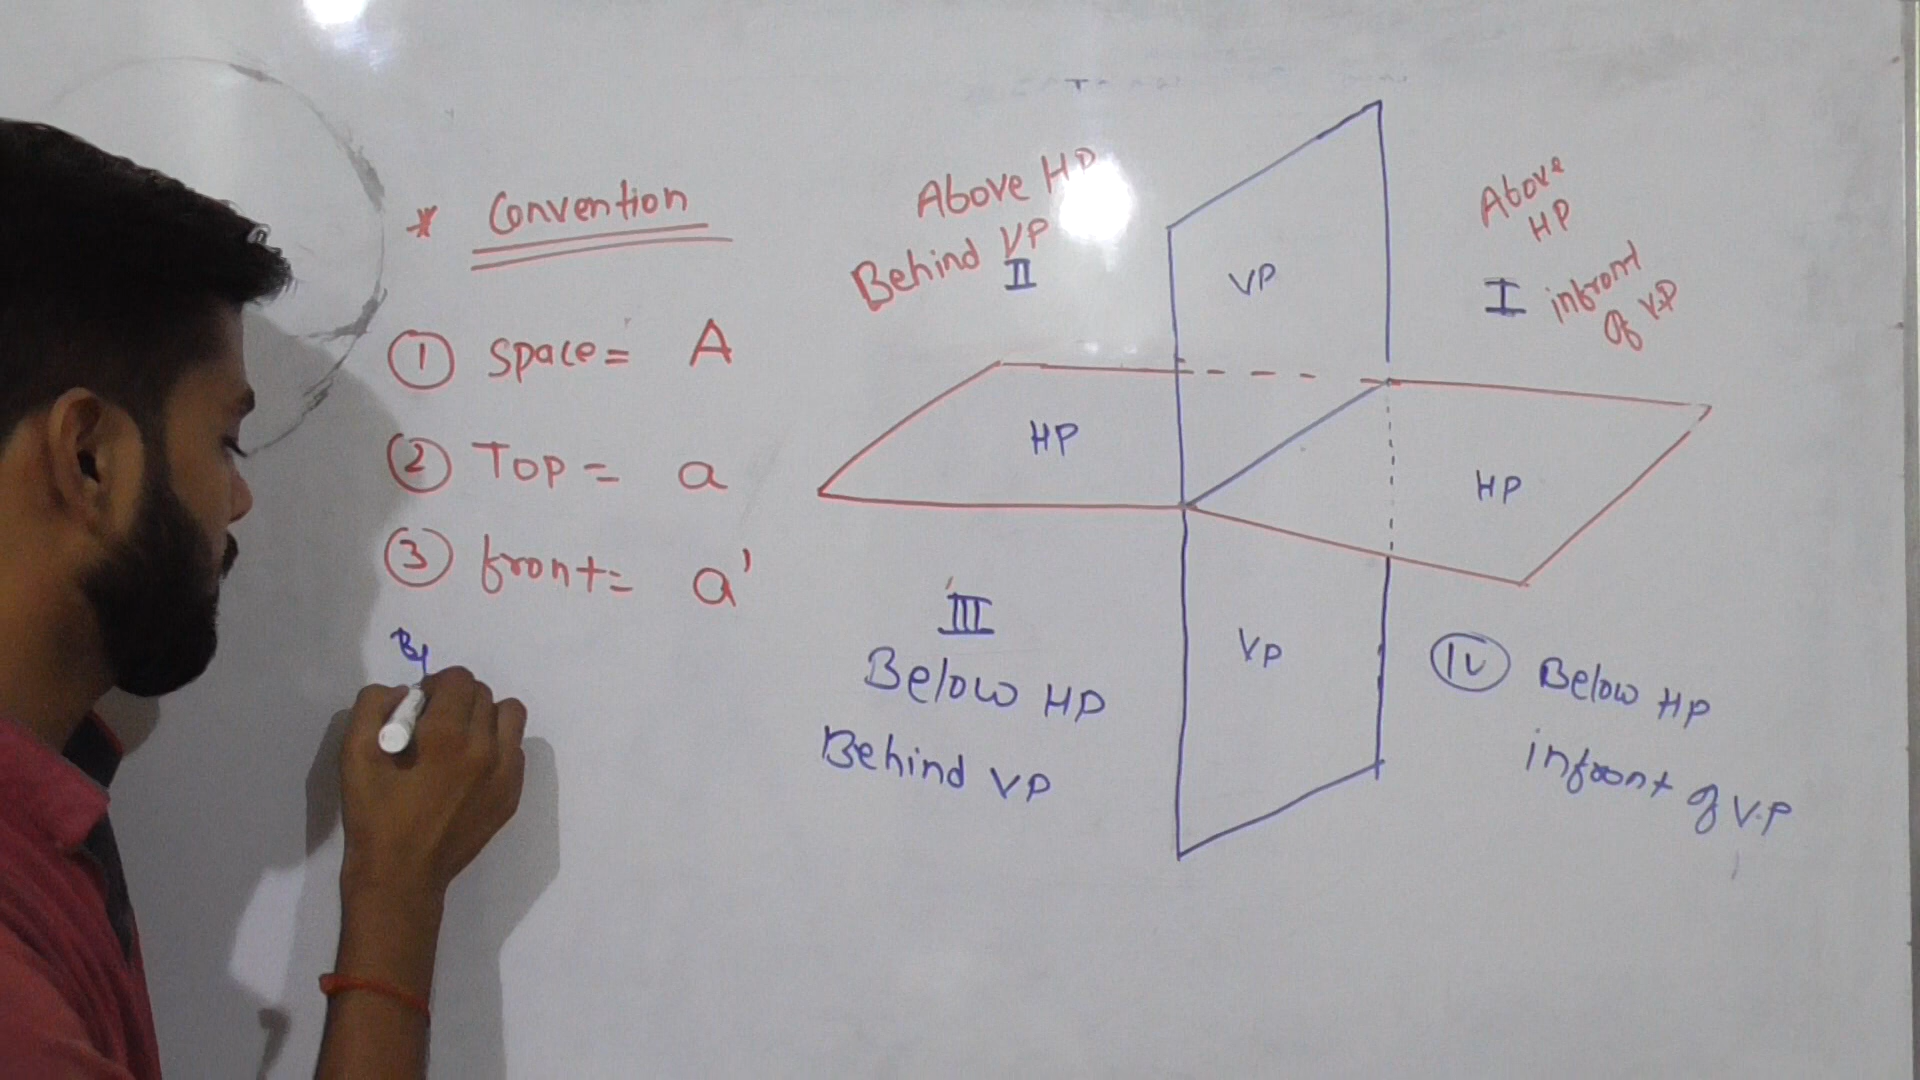 * Convention
① Space = A
② Top = a
③ front = a'
By
Above HP
Behind VP
II
VP
Above
HP
I infront
of V.P
HP
HP
III
Below HP
Behind VP
VP
IV Below HP
infront of V.P